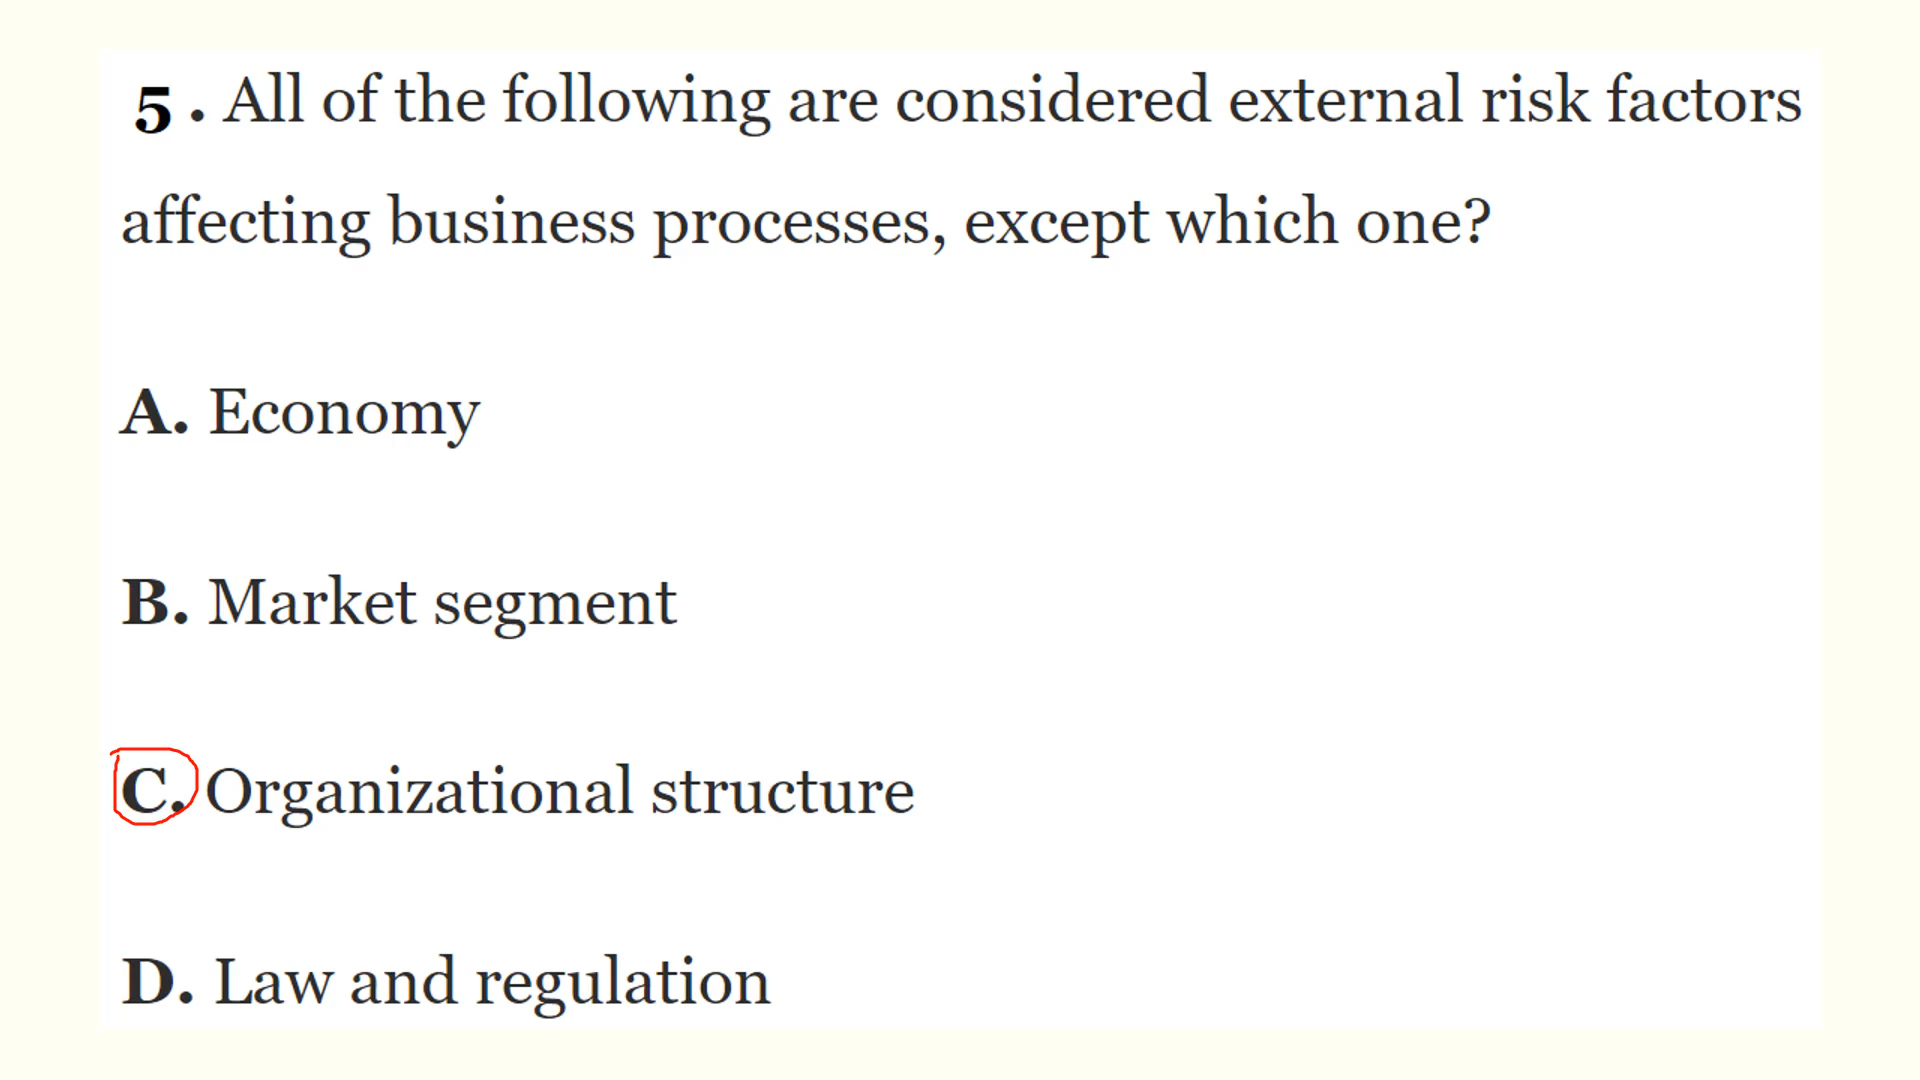 5 . All of the following are considered external risk factors
affecting business processes, except which one?
A. Economy
B. Market segment
C. Organizational structure
D. Law and regulation